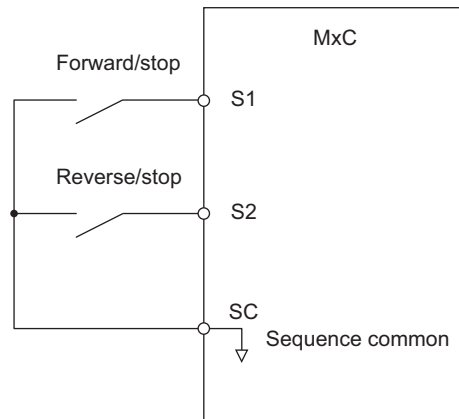 MxC
Forward/stop
S1
Reverse/stop
S2
SC
Sequence common